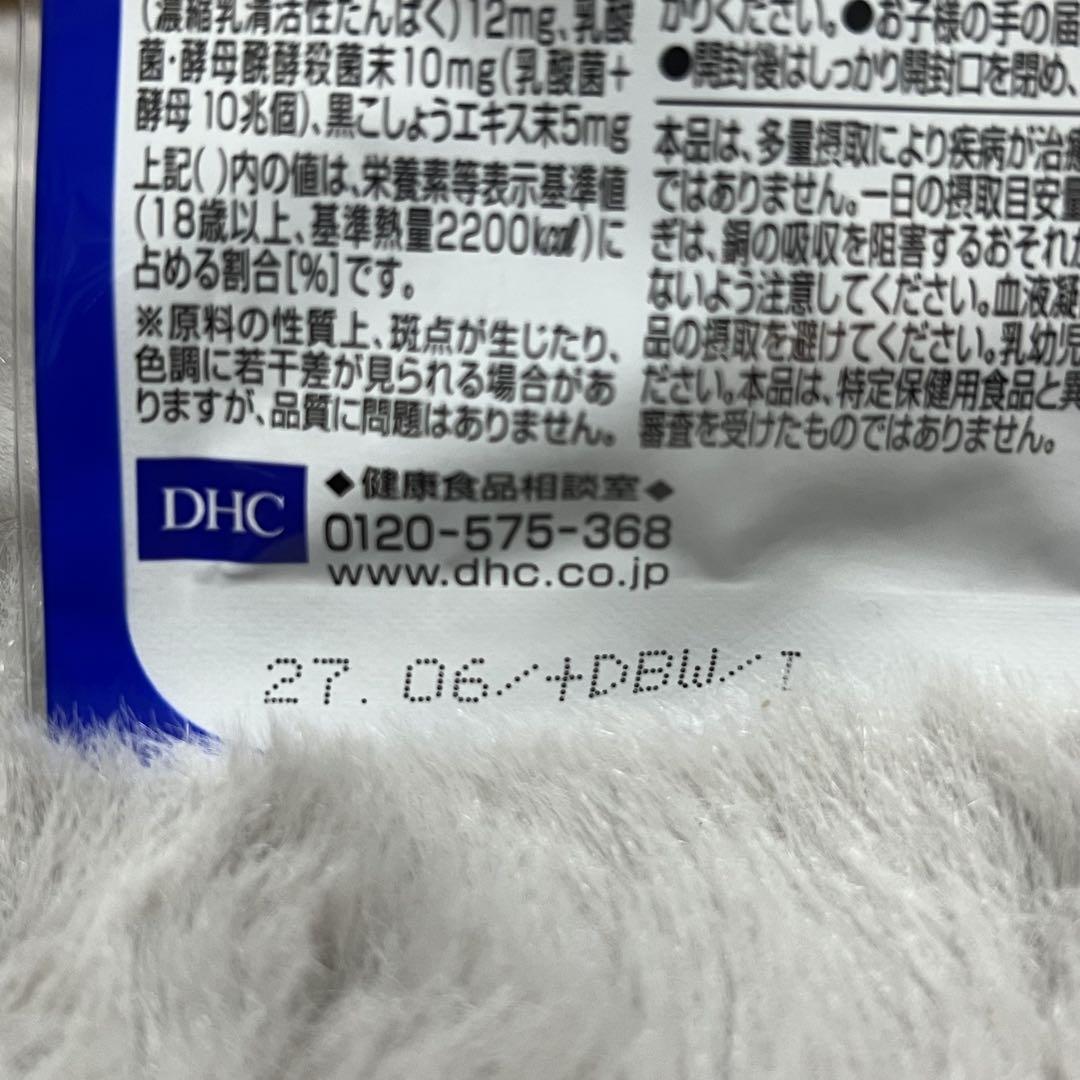 (濃縮乳清活性たんぱく)12mg、乳酸
菌・酵母醗酵殺菌末10mg(乳酸菌+
酵母 10兆個)、黒こしょうエキス末5mg
上記( )内の値は、栄養素等表示基準値
(18歳以上、基準熱量2200kcal)に
占める割合[%]です。
※原料の性質上、斑点が生じたり、
色調に若干差が見られる場合があ
りますが、品質に問題はありません。
かりください。●お子様の手の届
●開封後はしっかり開封口を閉め、
本品は、多量摂取により疾病が治癒
ではありません。一日の摂取目安量
ぎは、銅の吸収を阻害するおそれが
ないよう注意してください。血液凝
品の摂取を避けてください。乳幼児
ださい。本品は、特定保健用食品と異
審査を受けたものではありません。
DHC
◆健康食品相談室◆
0120-575-368
www.dhc.co.jp
27. 06/+DBW/I